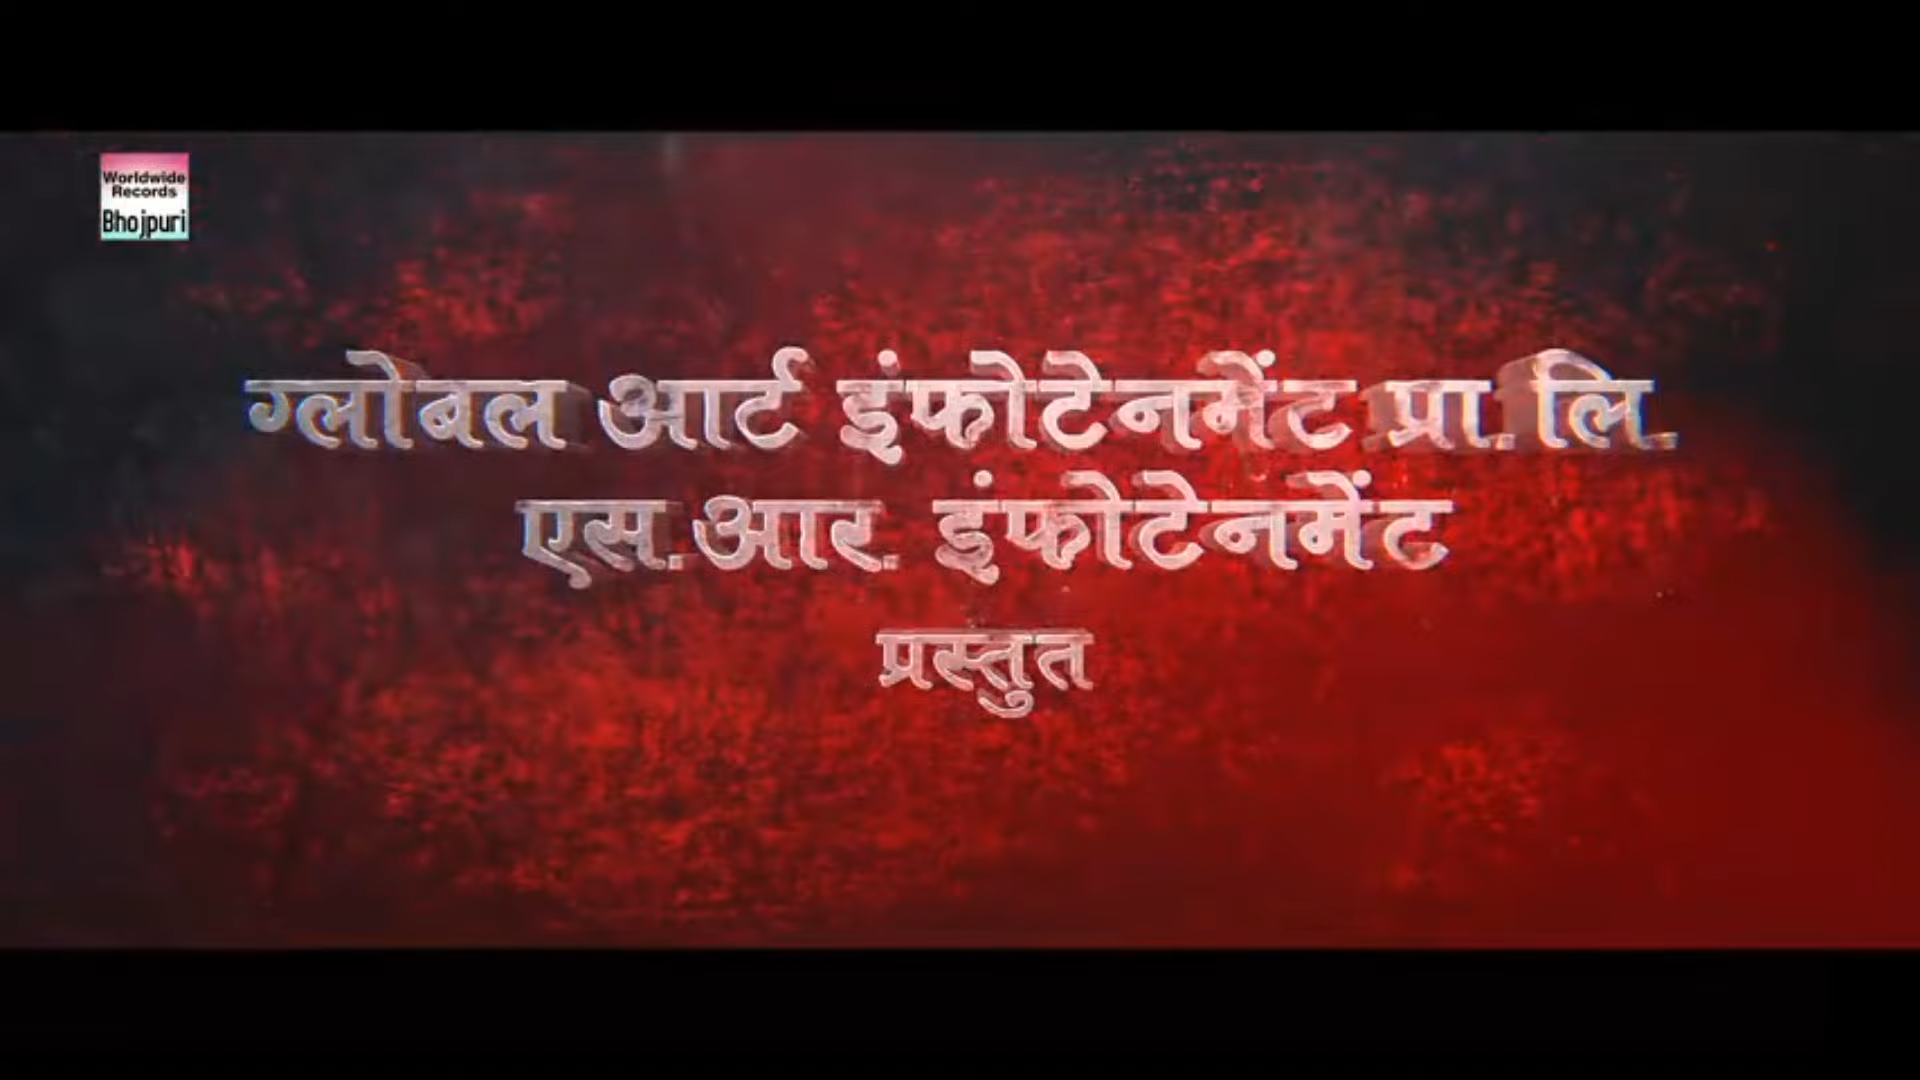 Worldwide
Records
Bhojpuri
ग्लोबल आर्ट इंफोटेनमेंट प्रा. लि.
एस.आर. इंफोटेनमेंट
प्रस्तुत